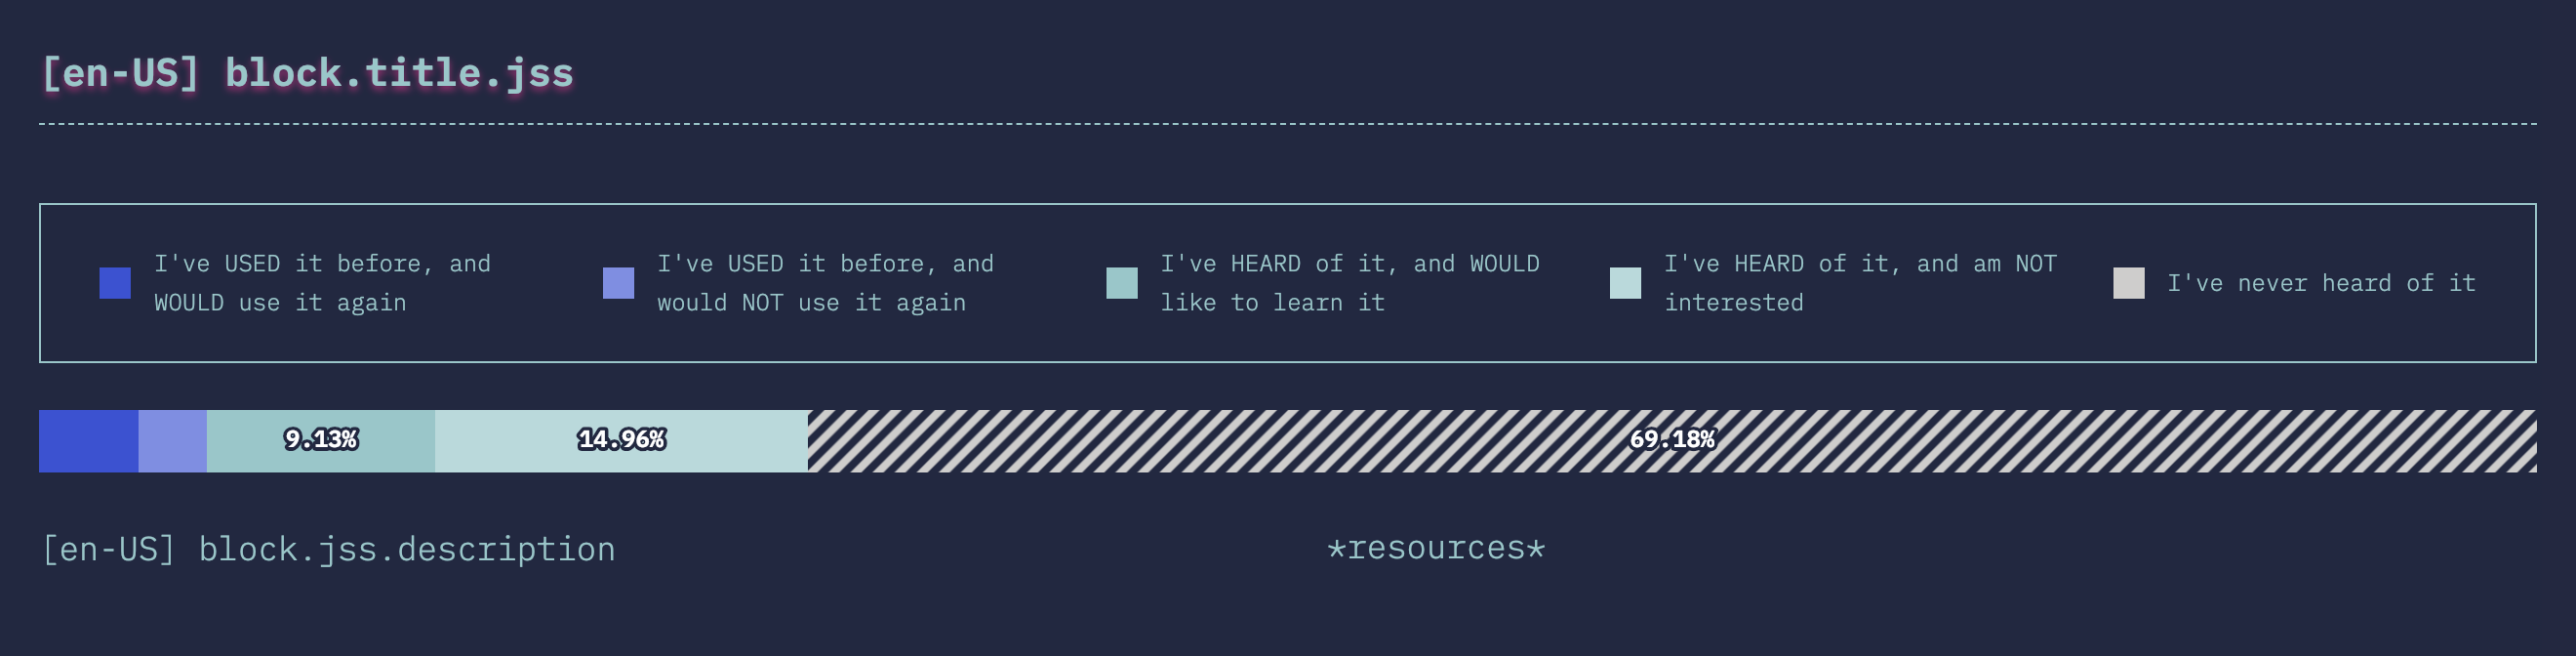 [en-US] block.title.jss
I've USED it before, and
WOULD use it again
I've USED it before, and
would NOT use it again
I've HEARD of it, and WOULD
like to learn it
I've HEARD of it, and am NOT
interested
I've never heard of it
9.13%
14.96%
69.18%
[en-US] block.jss.description
*resources*